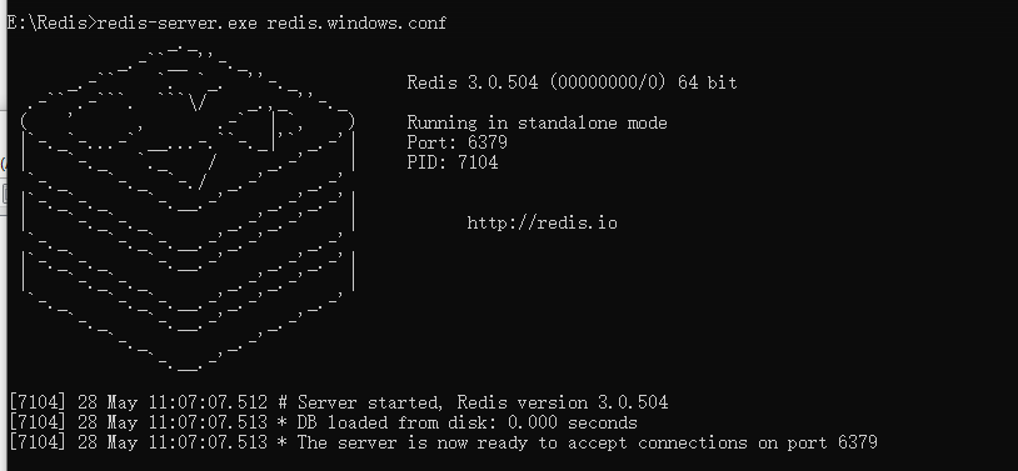 E:\Redis>redis-server.exe redis.windows.conf
Redis 3.0.504 (00000000/0) 64 bit
Running in standalone mode
Port: 6379
PID: 7104
http://redis.io
[7104] 28 May 11:07:07.512 # Server started, Redis version 3.0.504
[7104] 28 May 11:07:07.513 * DB loaded from disk: 0.000 seconds
[7104] 28 May 11:07:07.513 * The server is now ready to accept connections on port 6379